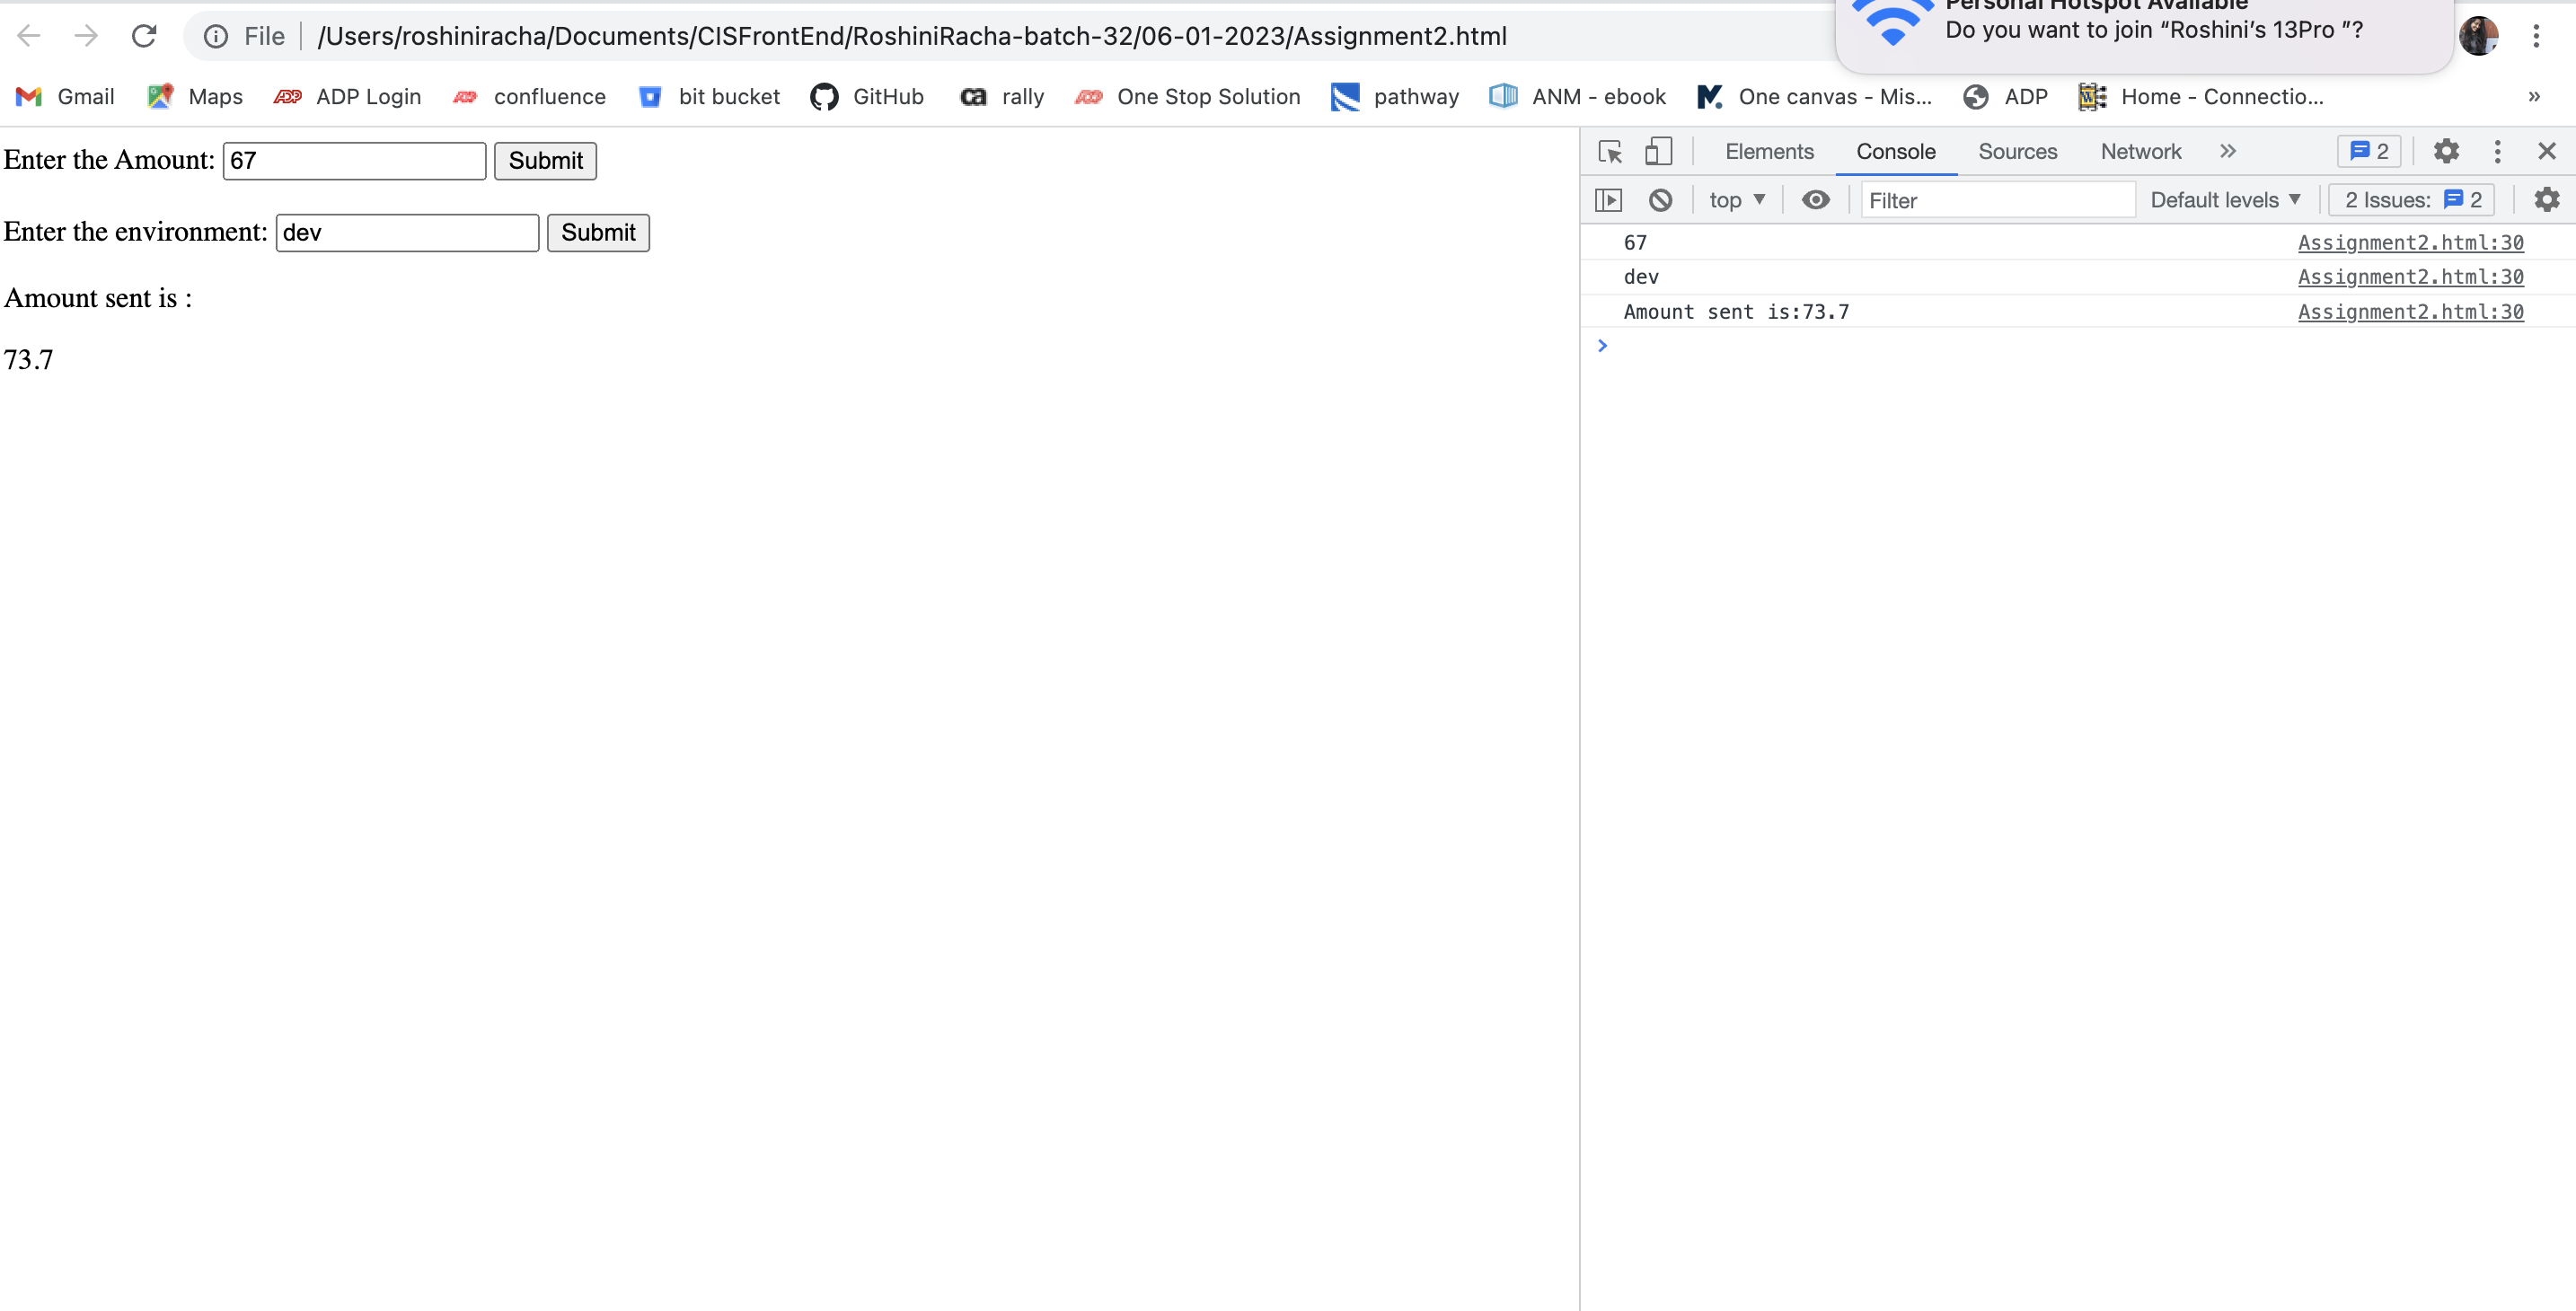 Personal Hotspot Available
File /Users/roshiniracha/Documents/CISFrontEnd/RoshiniRacha-batch-32/06-01-2023/Assignment2.html
Do you want to join “Roshini’s 13Pro ”?
Gmail Maps ADP Login confluence bit bucket GitHub rally One Stop Solution pathway ANM - ebook One canvas - Mis... ADP Home - Connectio... »
Enter the Amount: 67 Submit
Enter the environment: dev Submit
Amount sent is :
73.7
Elements Console Sources Network » 2
top Filter Default levels 2 Issues: 2
67 Assignment2.html:30
dev Assignment2.html:30
Amount sent is:73.7 Assignment2.html:30